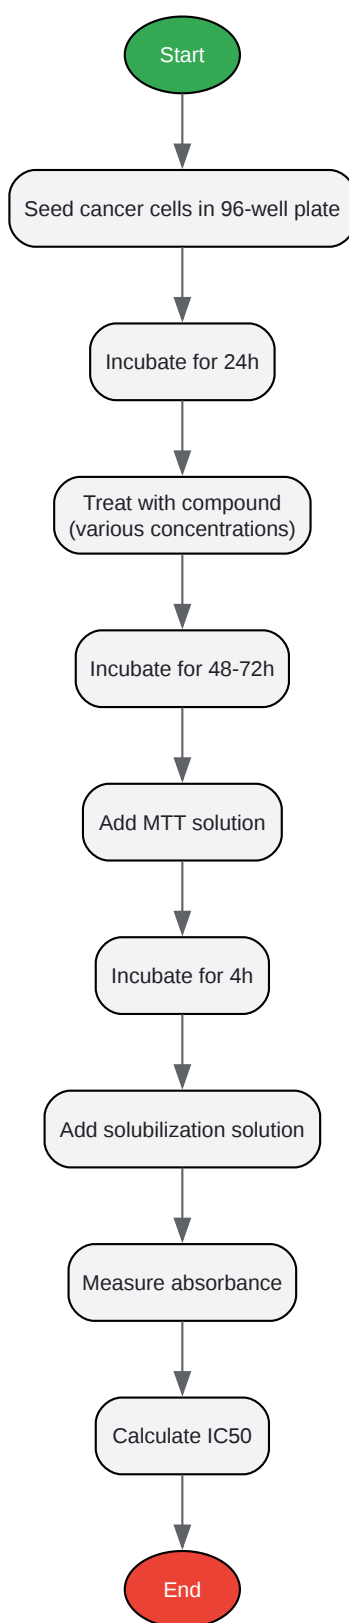 Start
Seed cancer cells in 96-well plate
Incubate for 24h
Treat with compound
(various concentrations)
Incubate for 48-72h
Add MTT solution
Incubate for 4h
Add solubilization solution
Measure absorbance
Calculate IC50
End